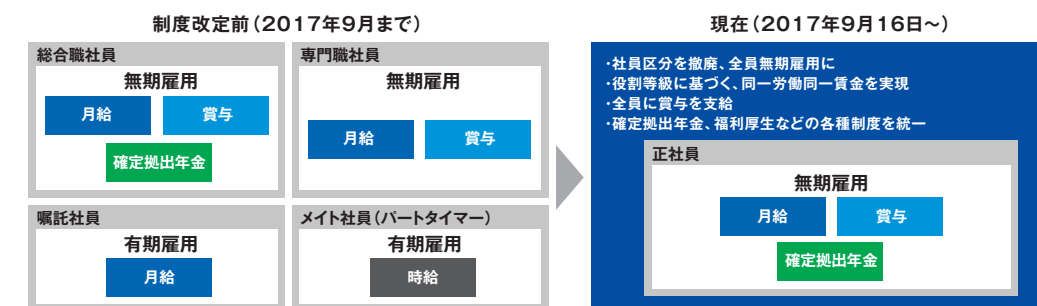 制度改定前（2017年9月まで）
総合職社員
無期雇用
月給
賞与
確定拠出年金
専門職社員
無期雇用
月給
賞与
嘱託社員
有期雇用
月給
メイト社員（パートタイマー）
有期雇用
時給
現在（2017年9月16日～）
・社員区分を撤廃、全員無期雇用に
・役割等級に基づく、同一労働同一賃金を実現
・全員に賞与を支給
・確定拠出年金、福利厚生などの各種制度を統一
正社員
無期雇用
月給
賞与
確定拠出年金